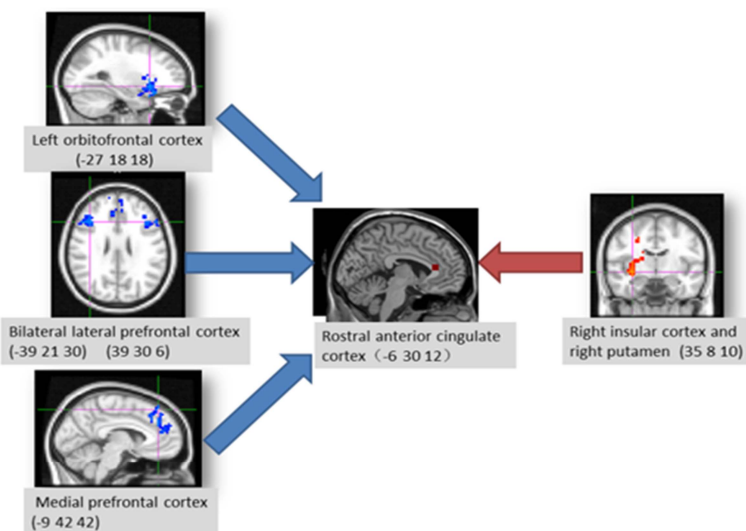 Left orbitofrontal cortex
(-27 18 18)
Bilateral lateral prefrontal cortex
(-39 21 30) (39 30 6)
Medial prefrontal cortex
(-9 42 42)
Rostral anterior cingulate
cortex (-6 30 12)
Right insular cortex and
right putamen (35 8 10)